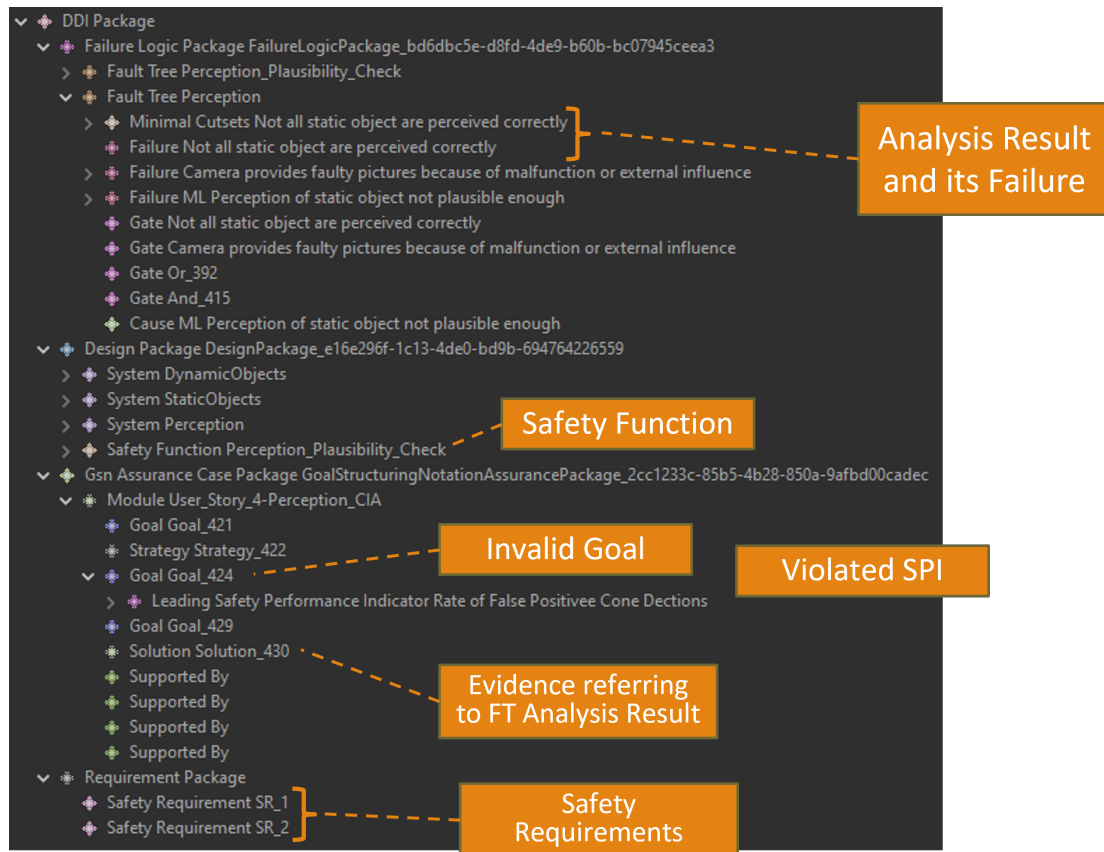 DDI Package
Failure Logic Package FailureLogicPackage_bd6dbc5e-d8fd-4de9-b60b-bc07945ceea3
Fault Tree Perception_Plausibility_Check
Fault Tree Perception
Minimal Cutsets Not all static object are perceived correctly
Failure Not all static object are perceived correctly
Failure Camera provides faulty pictures because of malfunction or external influence
Failure ML Perception of static object not plausible enough
Gate Not all static object are perceived correctly
Gate Camera provides faulty pictures because of malfunction or external influence
Gate Or_392
Gate And_415
Cause ML Perception of static object not plausible enough
Analysis Result
and its Failure
Design Package DesignPackage_e16e296f-1c13-4de0-bd9b-694764226559
System DynamicObjects
System StaticObjects
System Perception
Safety Function Perception_Plausibility_Check
Safety Function
Gsn Assurance Case Package GoalStructuringNotationAssurancePackage_2cc1233c-85b5-4b28-850a-9afbd00cadec
Module User_Story_4-Perception_CIA
Goal Goal_421
Strategy Strategy_422
Goal Goal_424
Invalid Goal
Violated SPI
Leading Safety Performance Indicator Rate of False Positivee Cone Dections
Goal Goal_429
Solution Solution_430
Supported By
Supported By
Supported By
Supported By
Evidence referring
to FT Analysis Result
Requirement Package
Safety Requirement SR_1
Safety Requirement SR_2
Safety
Requirements